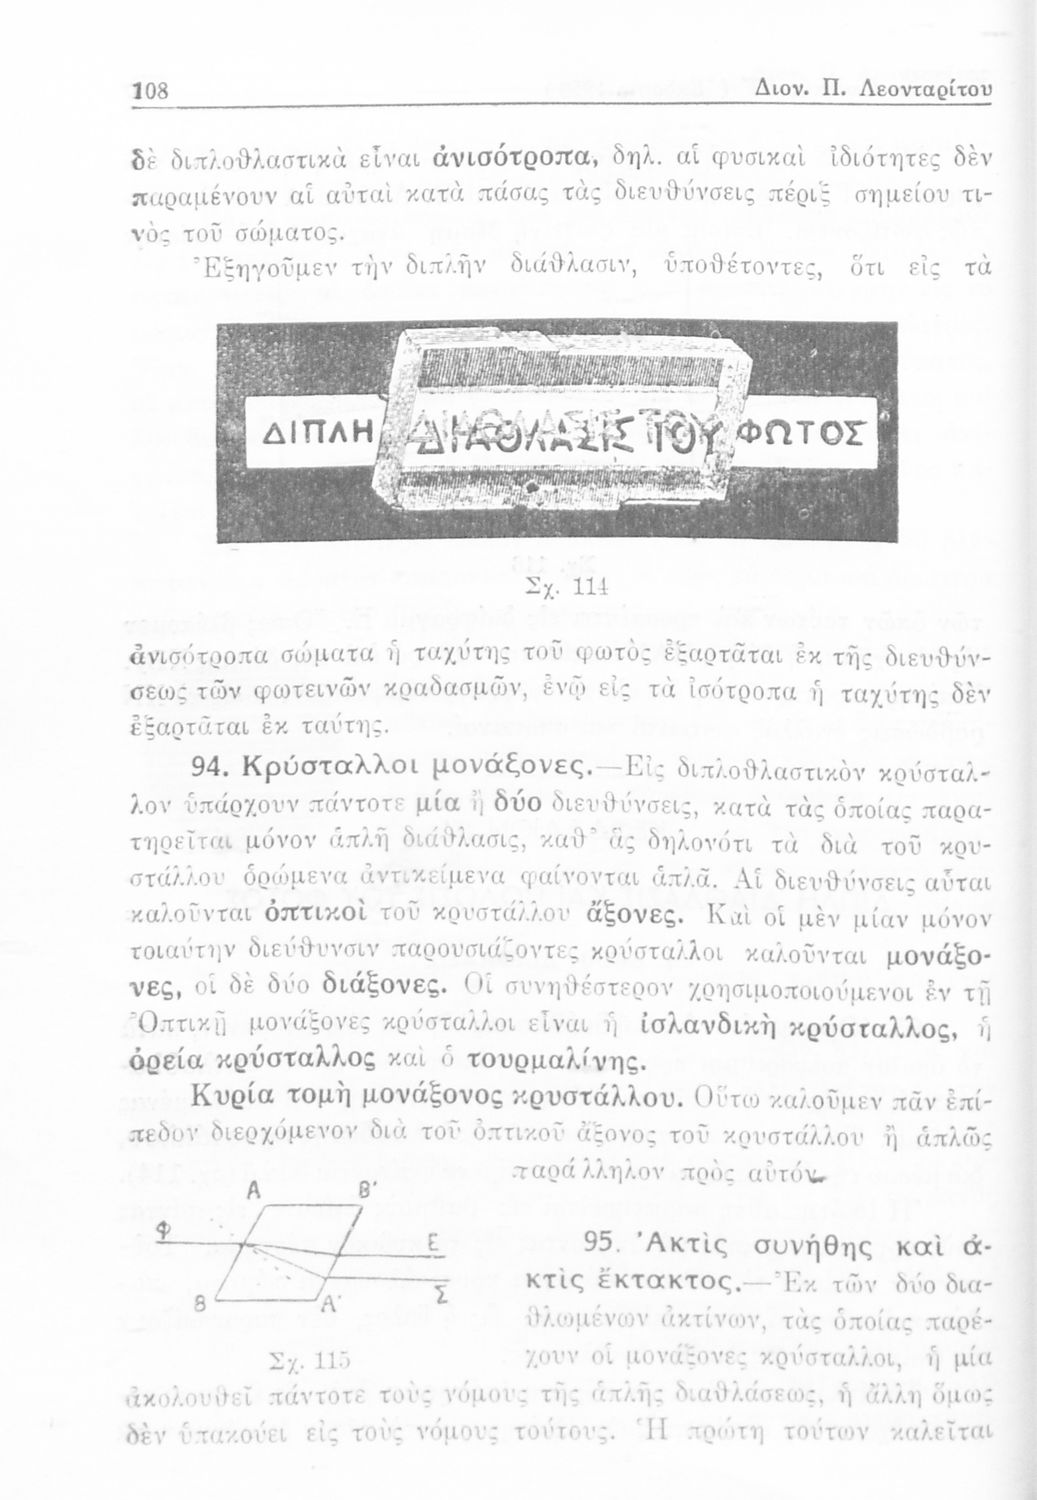 108 Διον. Π. Λεονταρίτου
δὲ διπλοθλαστικὰ εἶναι ἀνισότροπα, δηλ. αἱ φυσικαὶ ἰδιότητες δὲν
παραμένουν αἱ αὐταὶ κατὰ πάσας τὰς διευθύνσεις πέριξ σημείου τι-
νὸς τοῦ σώματος.
Ἐξηγοῦμεν τὴν διπλῆν διάθλασιν, ὑποθέτοντες, ὅτι εἰς τὰ
ΔΙΠΛΗ ΔΙΑΘΛΑΣΙΣ ΤΟΥ ΦΩΤΟΣ
Σχ. 114
ἀνισότροπα σώματα ἡ ταχύτης τοῦ φωτὸς ἐξαρτᾶται ἐκ τῆς διευθύν-
σεως τῶν φωτεινῶν κραδασμῶν, ἐνῷ εἰς τὰ ἰσότροπα ἡ ταχύτης δὲν
ἐξαρτᾶται ἐκ ταύτης.
94. Κρύσταλλοι μονάξονες.—Εἰς διπλοθλαστικὸν κρύσταλ-
λον ὑπάρχουν πάντοτε μία ἢ δύο διευθύνσεις, κατὰ τὰς ὁποίας παρα-
τηρεῖται μόνον ἁπλῆ διάθλασις, καθ' ἃς δηλονότι τὰ διὰ τοῦ κρυ-
στάλλου ὁρώμενα ἀντικείμενα φαίνονται ἁπλᾶ. Αἱ διευθύνσεις αὗται
καλοῦνται ὀπτικοὶ τοῦ κρυστάλλου ἄξονες. Καὶ οἱ μὲν μίαν μόνον
τοιαύτην διεύθυνσιν παρουσιάζοντες κρύσταλλοι καλοῦνται μονάξο-
νες, οἱ δὲ δύο διάξονες. Οἱ συνηθέστερον χρησιμοποιούμενοι ἐν τῇ
Ὀπτικῇ μονάξονες κρύσταλλοι εἶναι ἡ ἰσλανδικὴ κρύσταλλος, ἡ
ὀρεία κρύσταλλος καὶ ὁ τουρμαλίνης.
Κυρία τομὴ μονάξονος κρυστάλλου. Οὕτω καλοῦμεν πᾶν ἐπί-
πεδον διερχόμενον διὰ τοῦ ὀπτικοῦ ἄξονος τοῦ κρυστάλλου ἢ ἁπλῶς
παράλληλον πρὸς αὐτόν.
Α Β'
Φ Ε
Σ
Β Α'
Σχ. 115
95. Ἀκτὶς συνήθης καὶ ἀ-
κτὶς ἔκτακτος.—Ἐκ τῶν δύο δια-
θλωμένων ἀκτίνων, τὰς ὁποίας παρέ-
χουν οἱ μονάξονες κρύσταλλοι, ἡ μία
ἀκολουθεῖ πάντοτε τοὺς νόμους τῆς ἁπλῆς διαθλάσεως, ἡ ἄλλη ὅμως
δὲν ὑπακούει εἰς τοὺς νόμους τούτους. Ἡ πρώτη τούτων καλεῖται